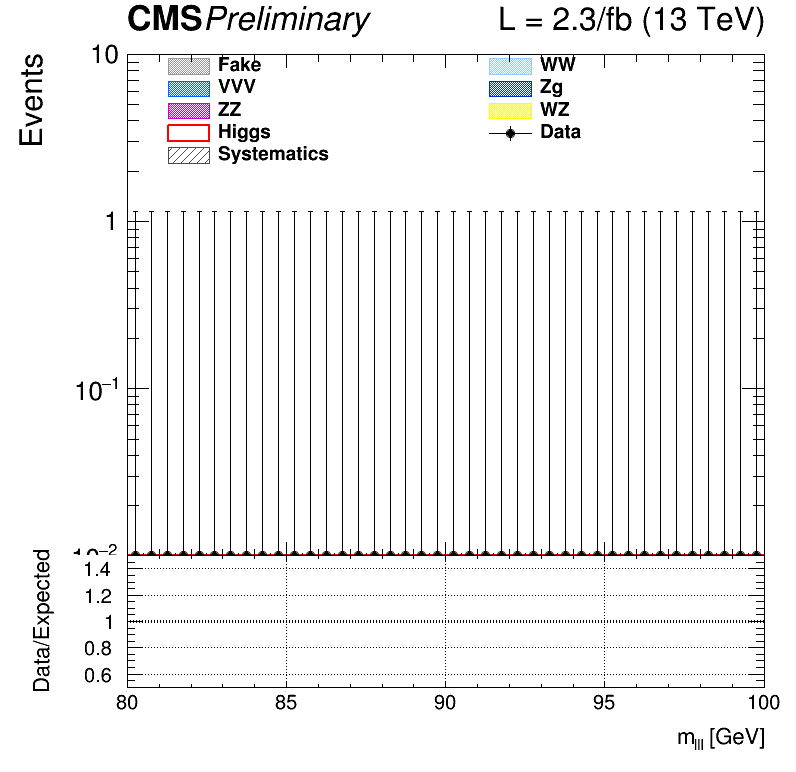 CMS Preliminary L = 2.3/fb (13 TeV)
Events
10
1
10⁻¹
10⁻²
Fake WW
VVV Zg
ZZ WZ
Higgs Data
Systematics
Data/Expected
1.4
1.2
1
0.8
0.6
80 85 90 95 100
m_lll [GeV]